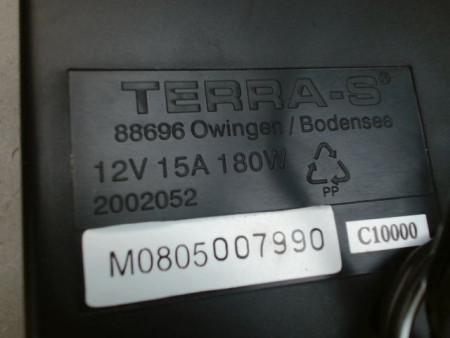 TERRA-S®
88696 Owingen / Bodensee
12V 15A 180W
PP
2002052
M0805007990
C10000